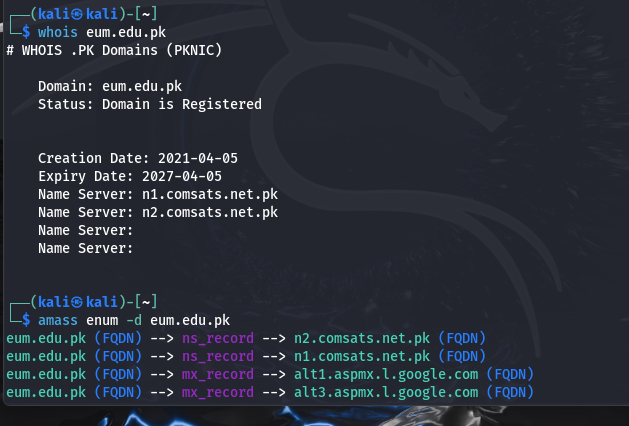 ┌──(kali㉿kali)-[~]
└─$ whois eum.edu.pk
# WHOIS .PK Domains (PKNIC)
Domain: eum.edu.pk
Status: Domain is Registered
Creation Date: 2021-04-05
Expiry Date: 2027-04-05
Name Server: n1.comsats.net.pk
Name Server: n2.comsats.net.pk
Name Server:
Name Server:
┌──(kali㉿kali)-[~]
└─$ amass enum -d eum.edu.pk
eum.edu.pk (FQDN) --> ns_record --> n2.comsats.net.pk (FQDN)
eum.edu.pk (FQDN) --> ns_record --> n1.comsats.net.pk (FQDN)
eum.edu.pk (FQDN) --> mx_record --> alt1.aspmx.l.google.com (FQDN)
eum.edu.pk (FQDN) --> mx_record --> alt3.aspmx.l.google.com (FQDN)